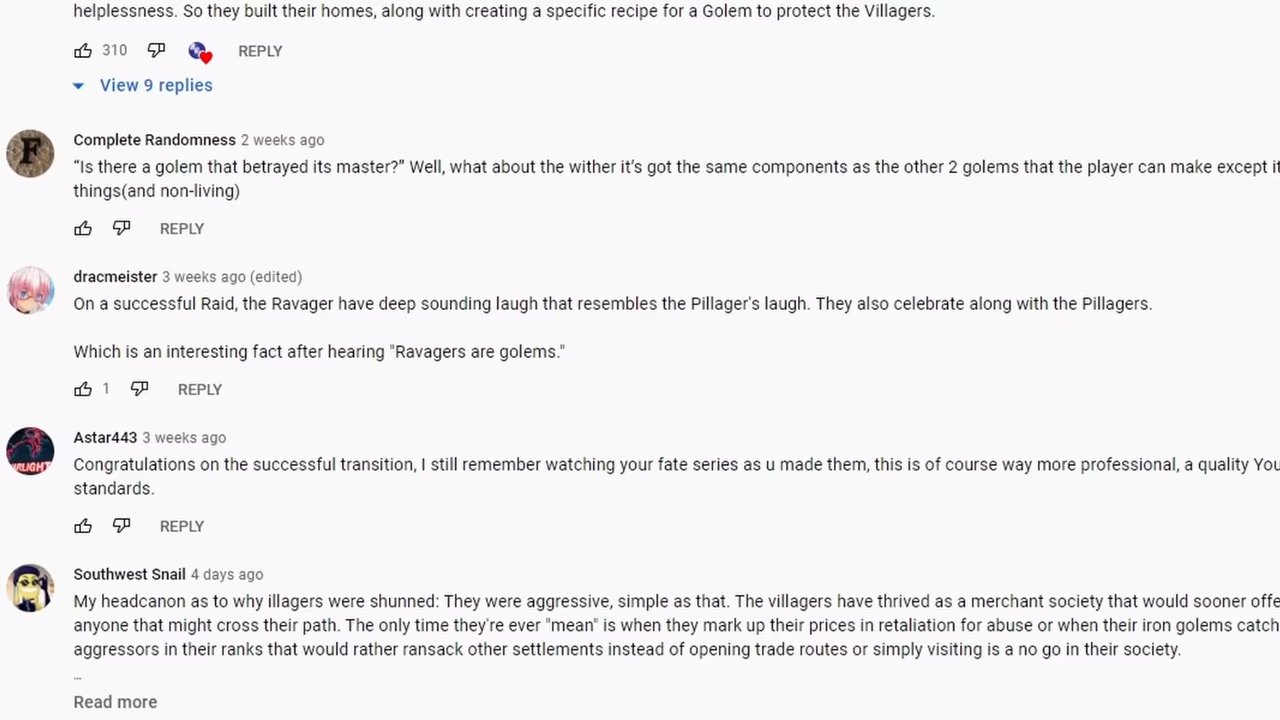 helplessness. So they built their homes, along with creating a specific recipe for a Golem to protect the Villagers.
310 REPLY
View 9 replies
F
Complete Randomness 2 weeks ago
“Is there a golem that betrayed its master?” Well, what about the wither it’s got the same components as the other 2 golems that the player can make except it
things(and non-living)
REPLY
dracmeister 3 weeks ago (edited)
On a successful Raid, the Ravager have deep sounding laugh that resembles the Pillager's laugh. They also celebrate along with the Pillagers.
Which is an interesting fact after hearing "Ravagers are golems."
1 REPLY
Astar443 3 weeks ago
Congratulations on the successful transition, I still remember watching your fate series as u made them, this is of course way more professional, a quality You
standards.
REPLY
Southwest Snail 4 days ago
My headcanon as to why illagers were shunned: They were aggressive, simple as that. The villagers have thrived as a merchant society that would sooner offe
anyone that might cross their path. The only time they're ever "mean" is when they mark up their prices in retaliation for abuse or when their iron golems catch
aggressors in their ranks that would rather ransack other settlements instead of opening trade routes or simply visiting is a no go in their society.
...
Read more